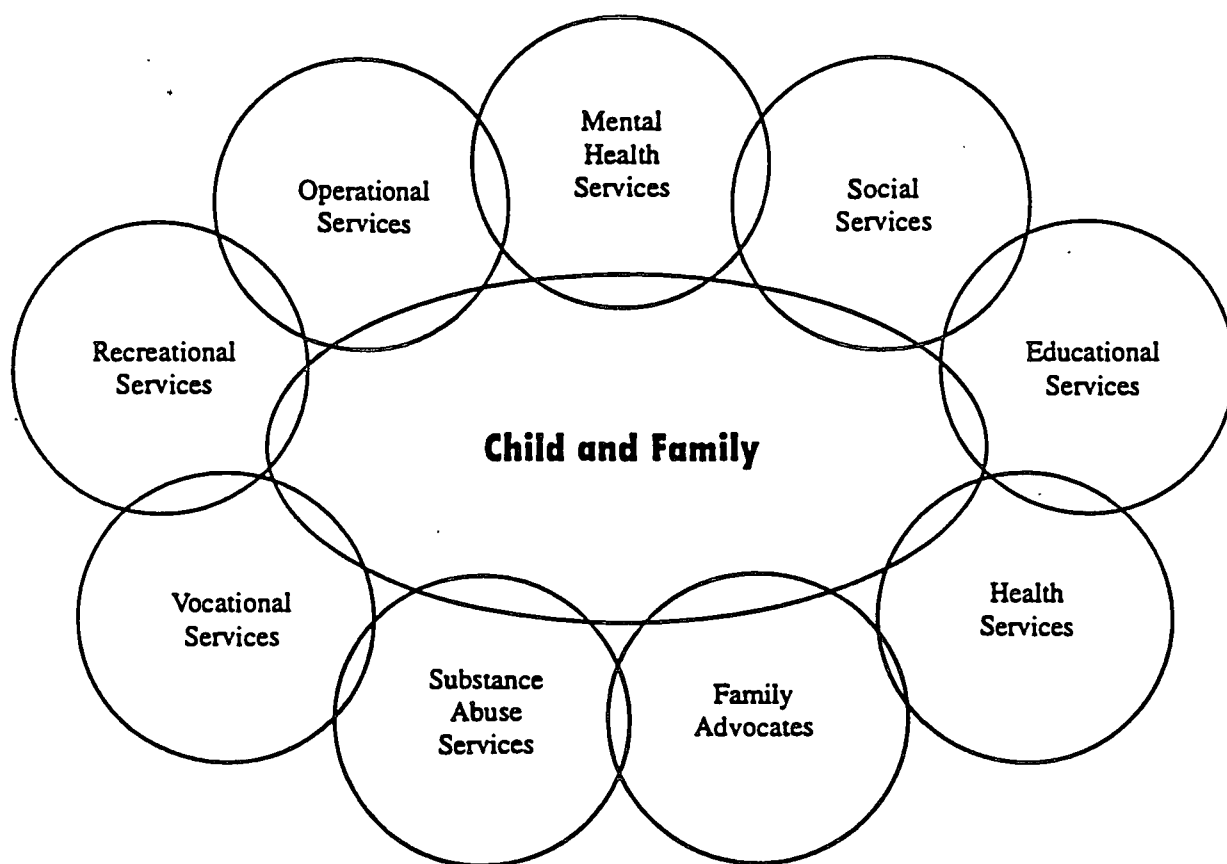 Mental
Health
Services
Operational
Services
Social
Services
Recreational
Services
Educational
Services
Child and Family
Vocational
Services
Health
Services
Substance
Abuse
Services
Family
Advocates